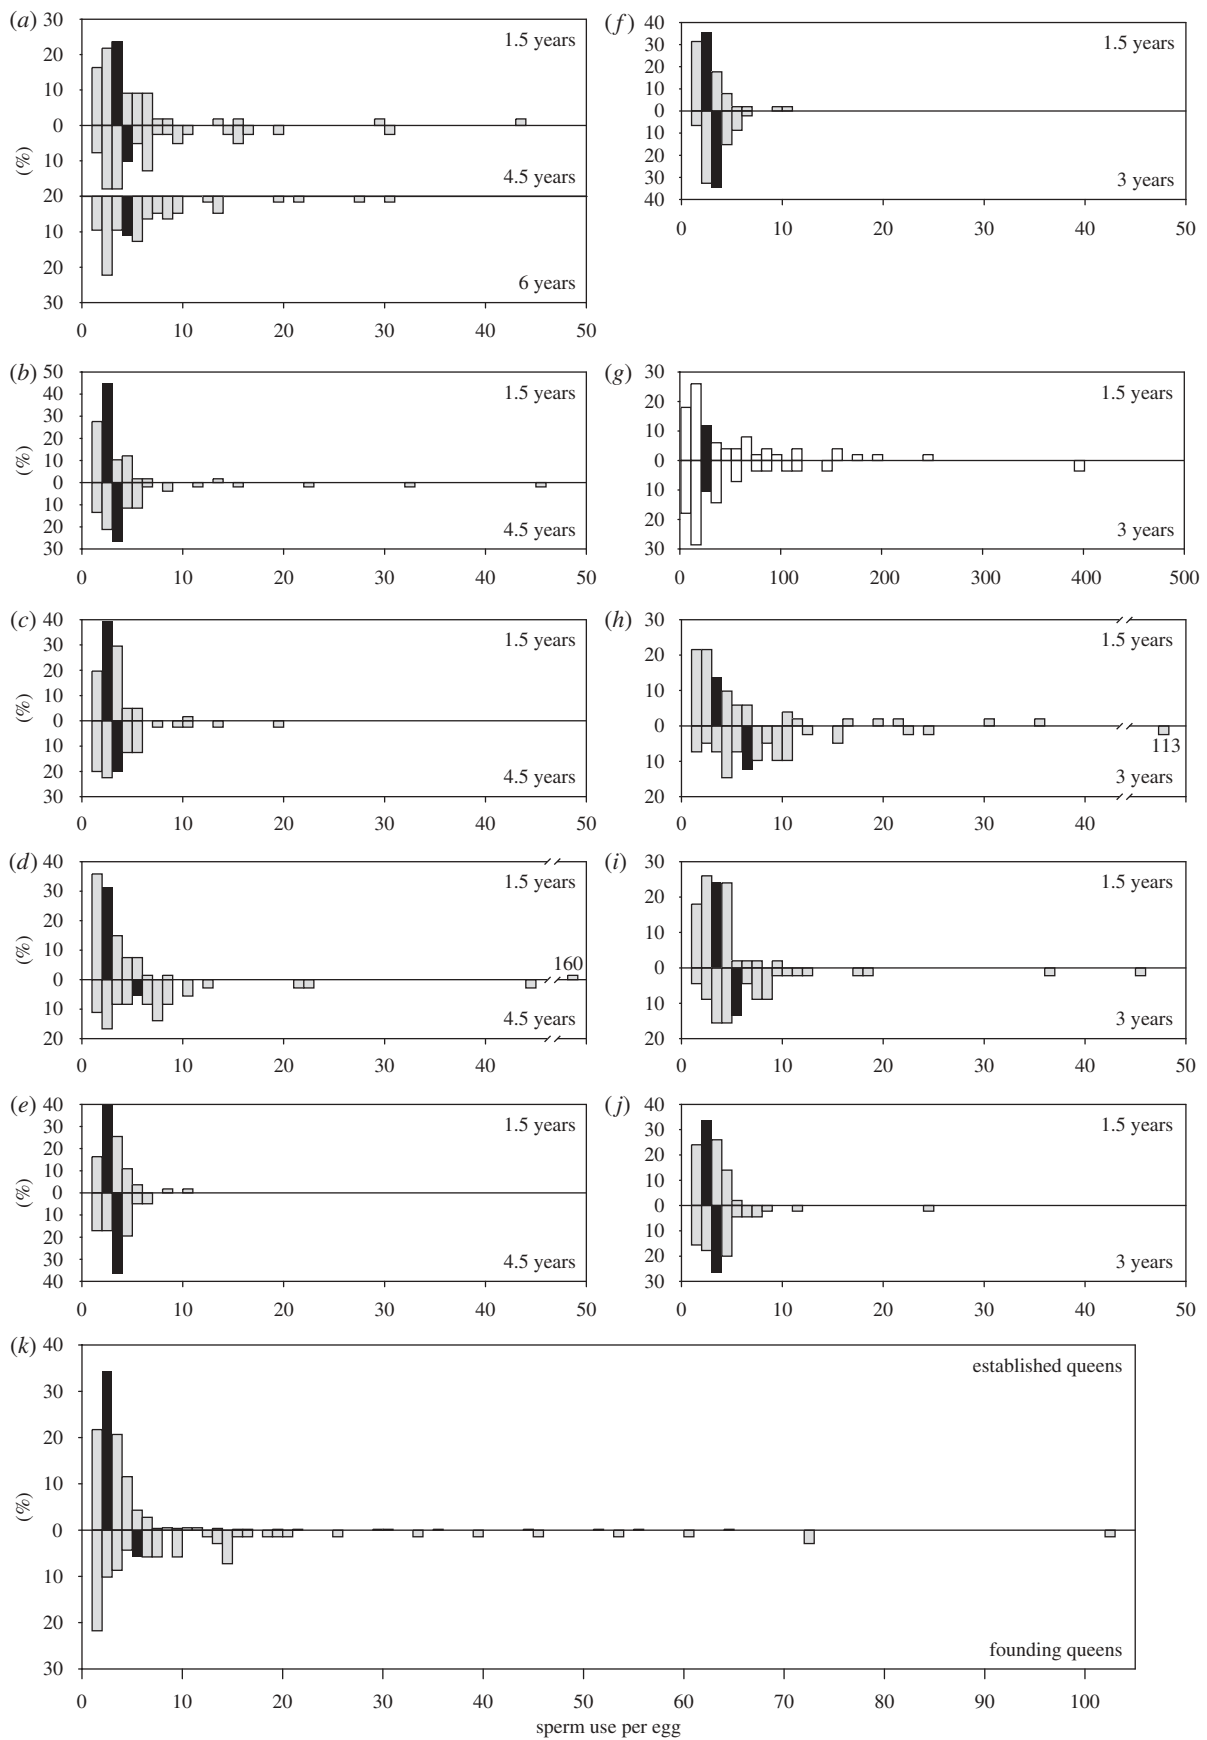 (a) 30
20
10
0
10
20
10
20
30
(%)
1.5 years
4.5 years
6 years
0 10 20 30 40 50
(f) 40
30
20
10
0
10
20
30
40
1.5 years
3 years
0 10 20 30 40 50
(b) 50
40
30
20
10
0
10
20
30
(%)
1.5 years
4.5 years
0 10 20 30 40 50
(g) 30
20
10
0
10
20
30
1.5 years
3 years
0 100 200 300 400 500
(c) 40
30
20
10
0
10
20
30
(%)
1.5 years
4.5 years
0 10 20 30 40 50
(h) 30
20
10
0
10
20
1.5 years
113
3 years
0 10 20 30 40
(d) 40
30
20
10
0
10
20
(%)
1.5 years
160
4.5 years
0 10 20 30 40
(i) 30
20
10
0
10
20
1.5 years
3 years
0 10 20 30 40 50
(e) 40
30
20
10
0
10
20
30
40
(%)
1.5 years
4.5 years
0 10 20 30 40 50
(j) 40
30
20
10
0
10
20
30
1.5 years
3 years
0 10 20 30 40 50
(k) 40
30
20
10
0
10
20
30
(%)
established queens
founding queens
0 10 20 30 40 50 60 70 80 90 100
sperm use per egg